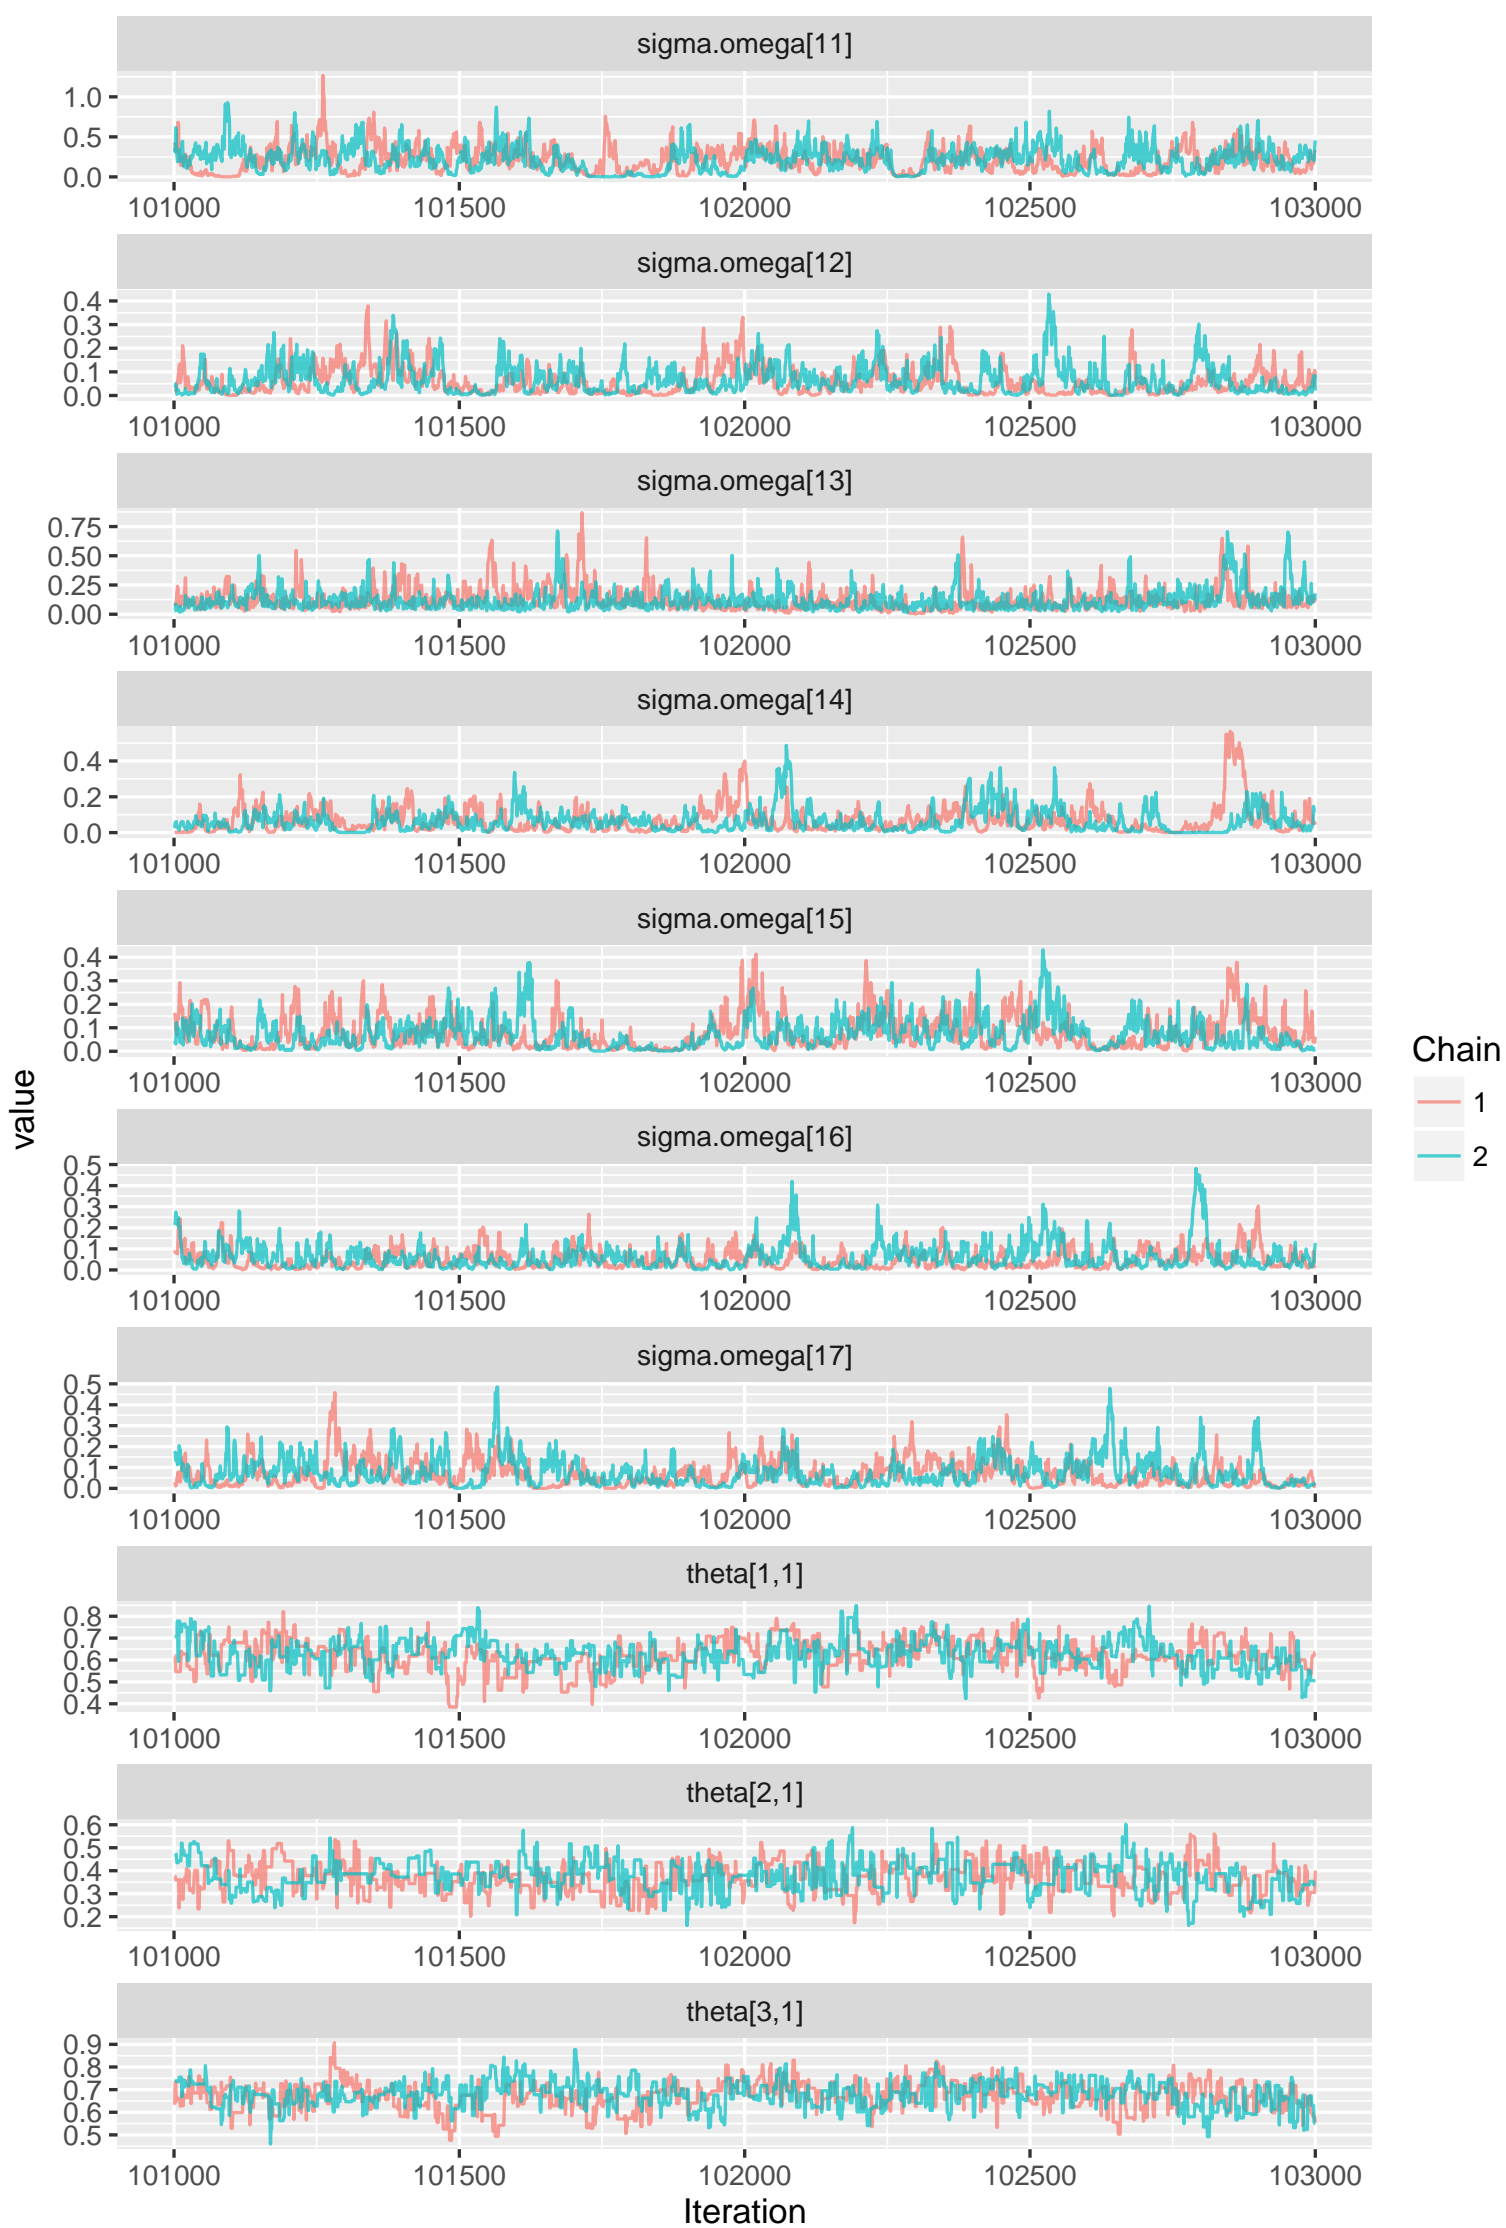 sigma.omega[11]
1.0
0.5
0.0
101000 101500 102000 102500 103000
sigma.omega[12]
0.4
0.3
0.2
0.1
0.0
101000 101500 102000 102500 103000
sigma.omega[13]
0.75
0.50
0.25
0.00
101000 101500 102000 102500 103000
sigma.omega[14]
0.4
0.2
0.0
101000 101500 102000 102500 103000
sigma.omega[15]
0.4
0.3
0.2
0.1
0.0
101000 101500 102000 102500 103000
sigma.omega[16]
0.5
0.4
0.3
0.2
0.1
0.0
101000 101500 102000 102500 103000
sigma.omega[17]
0.5
0.4
0.3
0.2
0.1
0.0
101000 101500 102000 102500 103000
theta[1,1]
0.8
0.7
0.6
0.5
0.4
101000 101500 102000 102500 103000
theta[2,1]
0.6
0.5
0.4
0.3
0.2
101000 101500 102000 102500 103000
theta[3,1]
0.9
0.8
0.7
0.6
0.5
101000 101500 102000 102500 103000
Iteration
value
Chain
1
2